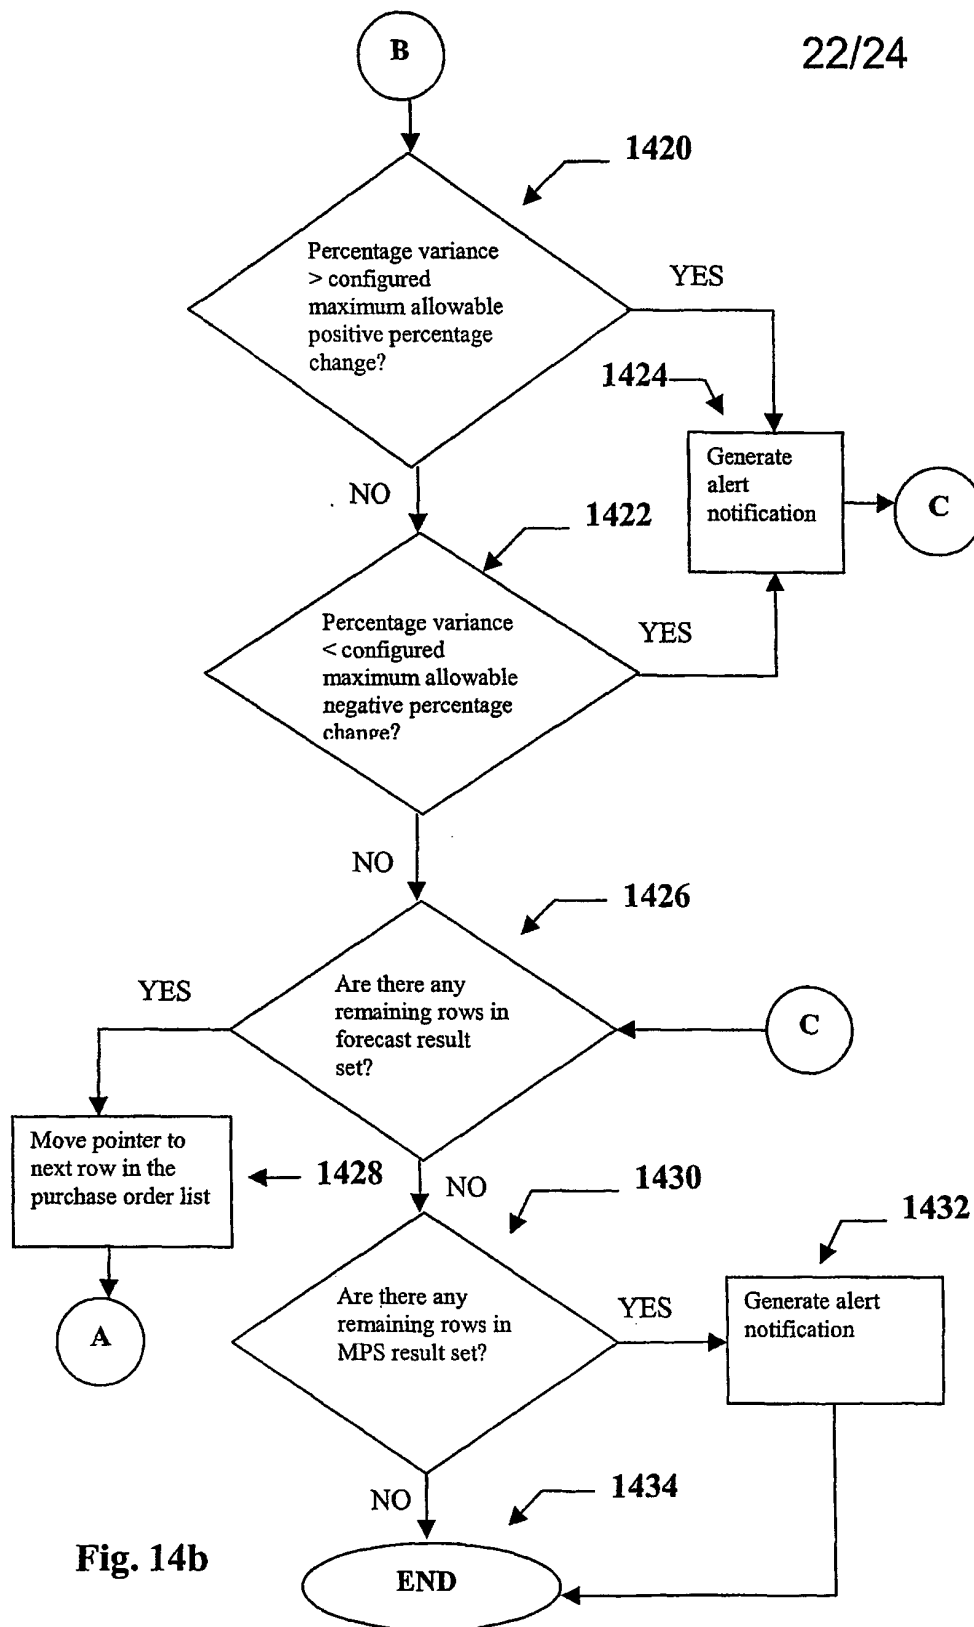 B
22/24
1420
Percentage variance
> configured
maximum allowable
positive percentage
change?
YES
1424
Generate
alert
notification
C
NO
1422
Percentage variance
< configured
maximum allowable
negative percentage
change?
YES
NO
1426
Are there any
remaining rows in
forecast result
set?
YES
C
Move pointer to
next row in the
purchase order list
1428
NO
1430
1432
A
Are there any
remaining rows in
MPS result set?
YES
Generate alert
notification
NO
1434
END
Fig. 14b